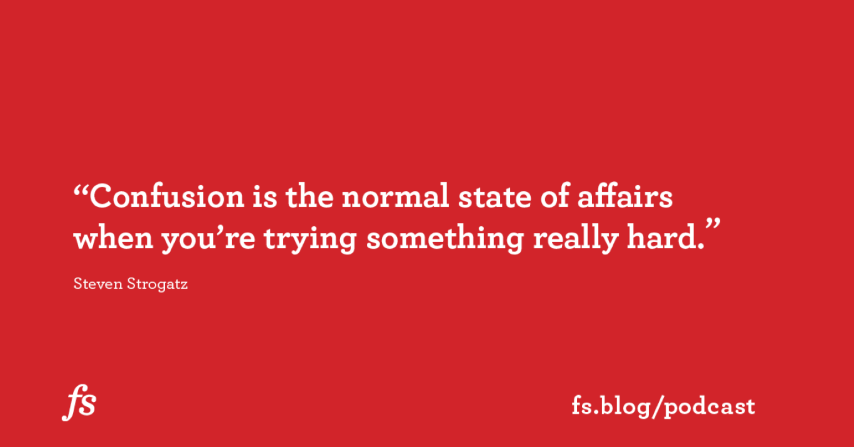 “Confusion is the normal state of affairs
when you’re trying something really hard.”
Steven Strogatz
fs
fs.blog/podcast